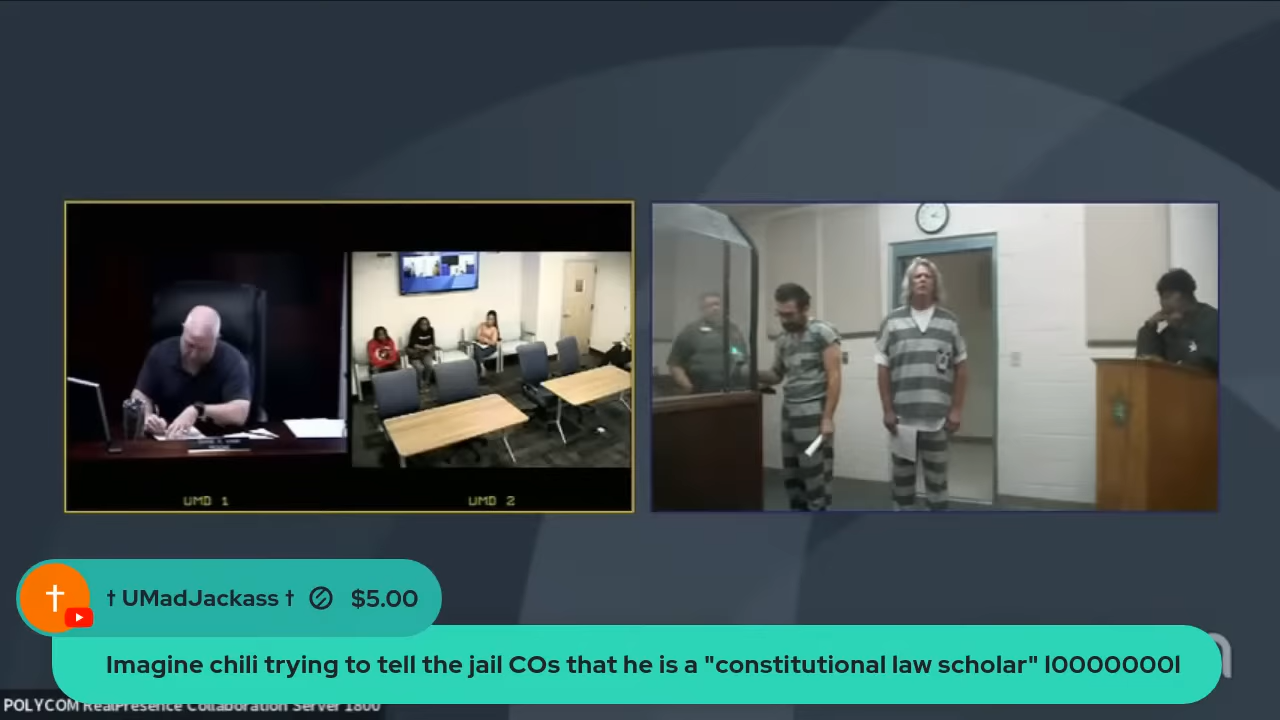 UMD 1
UMD 2
† UMadJackass †
$5.00
Imagine chili trying to tell the jail COs that he is a "constitutional law scholar" l0000000l
POLYCOM RealPresence Collaboration Server 1800